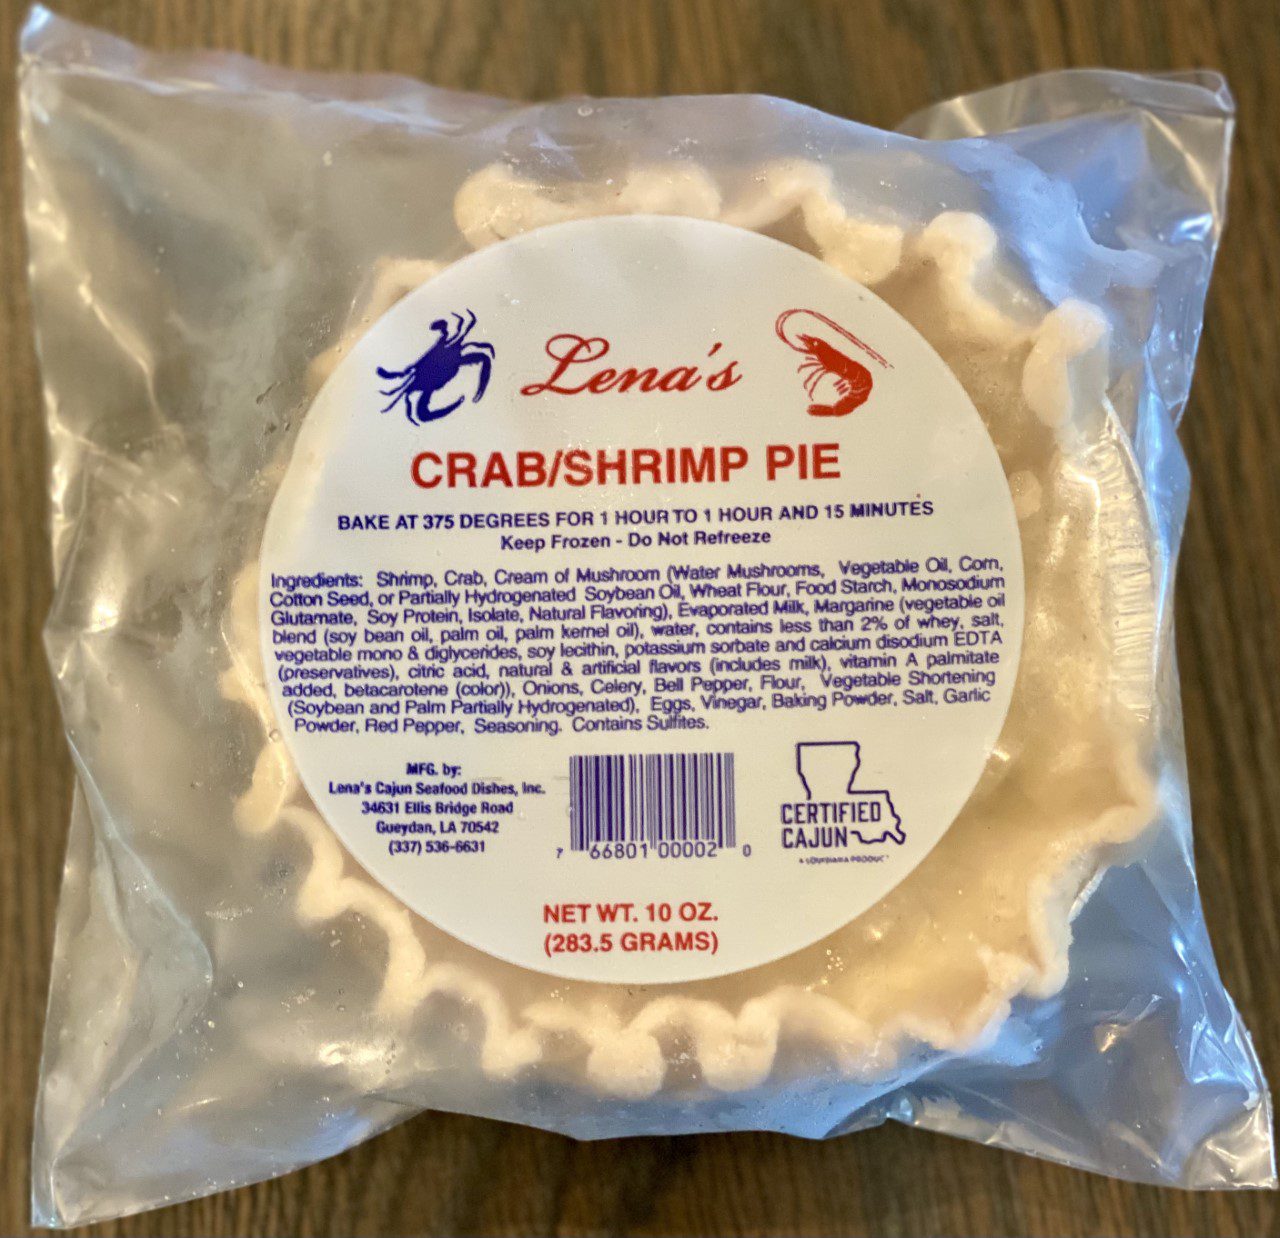 Lena's
CRAB/SHRIMP PIE
BAKE AT 375 DEGREES FOR 1 HOUR TO 1 HOUR AND 15 MINUTES
Keep Frozen - Do Not Refreeze
Ingredients: Shrimp, Crab, Cream of Mushroom (Water Mushrooms, Vegetable Oil, Corn,
Cotton Seed, or Partially Hydrogenated Soybean Oil, Wheat Flour, Food Starch, Monosodium
Glutamate, Soy Protein, Isolate, Natural Flavoring), Evaporated Milk, Margarine (vegetable oil
blend (soy bean oil, palm oil, palm kernel oil), water, contains less than 2% of whey, salt,
vegetable mono & diglycerides, soy lecithin, potassium sorbate and calcium disodium EDTA
(preservatives), citric acid, natural & artificial flavors (includes milk), vitamin A palmitate
added, betacarotene (color)), Onions, Celery, Bell Pepper, Flour, Vegetable Shortening
(Soybean and Palm Partially Hydrogenated), Eggs, Vinegar, Baking Powder, Salt, Garlic
Powder, Red Pepper, Seasoning. Contains Sulfites.
MFG. by:
Lena's Cajun Seafood Dishes, Inc.
34631 Ellis Bridge Road
Gueydan, LA 70542
(337) 536-6631
7 66801 00002 0
CERTIFIED
CAJUN
A LOUISIANA PRODUCT
NET WT. 10 OZ.
(283.5 GRAMS)